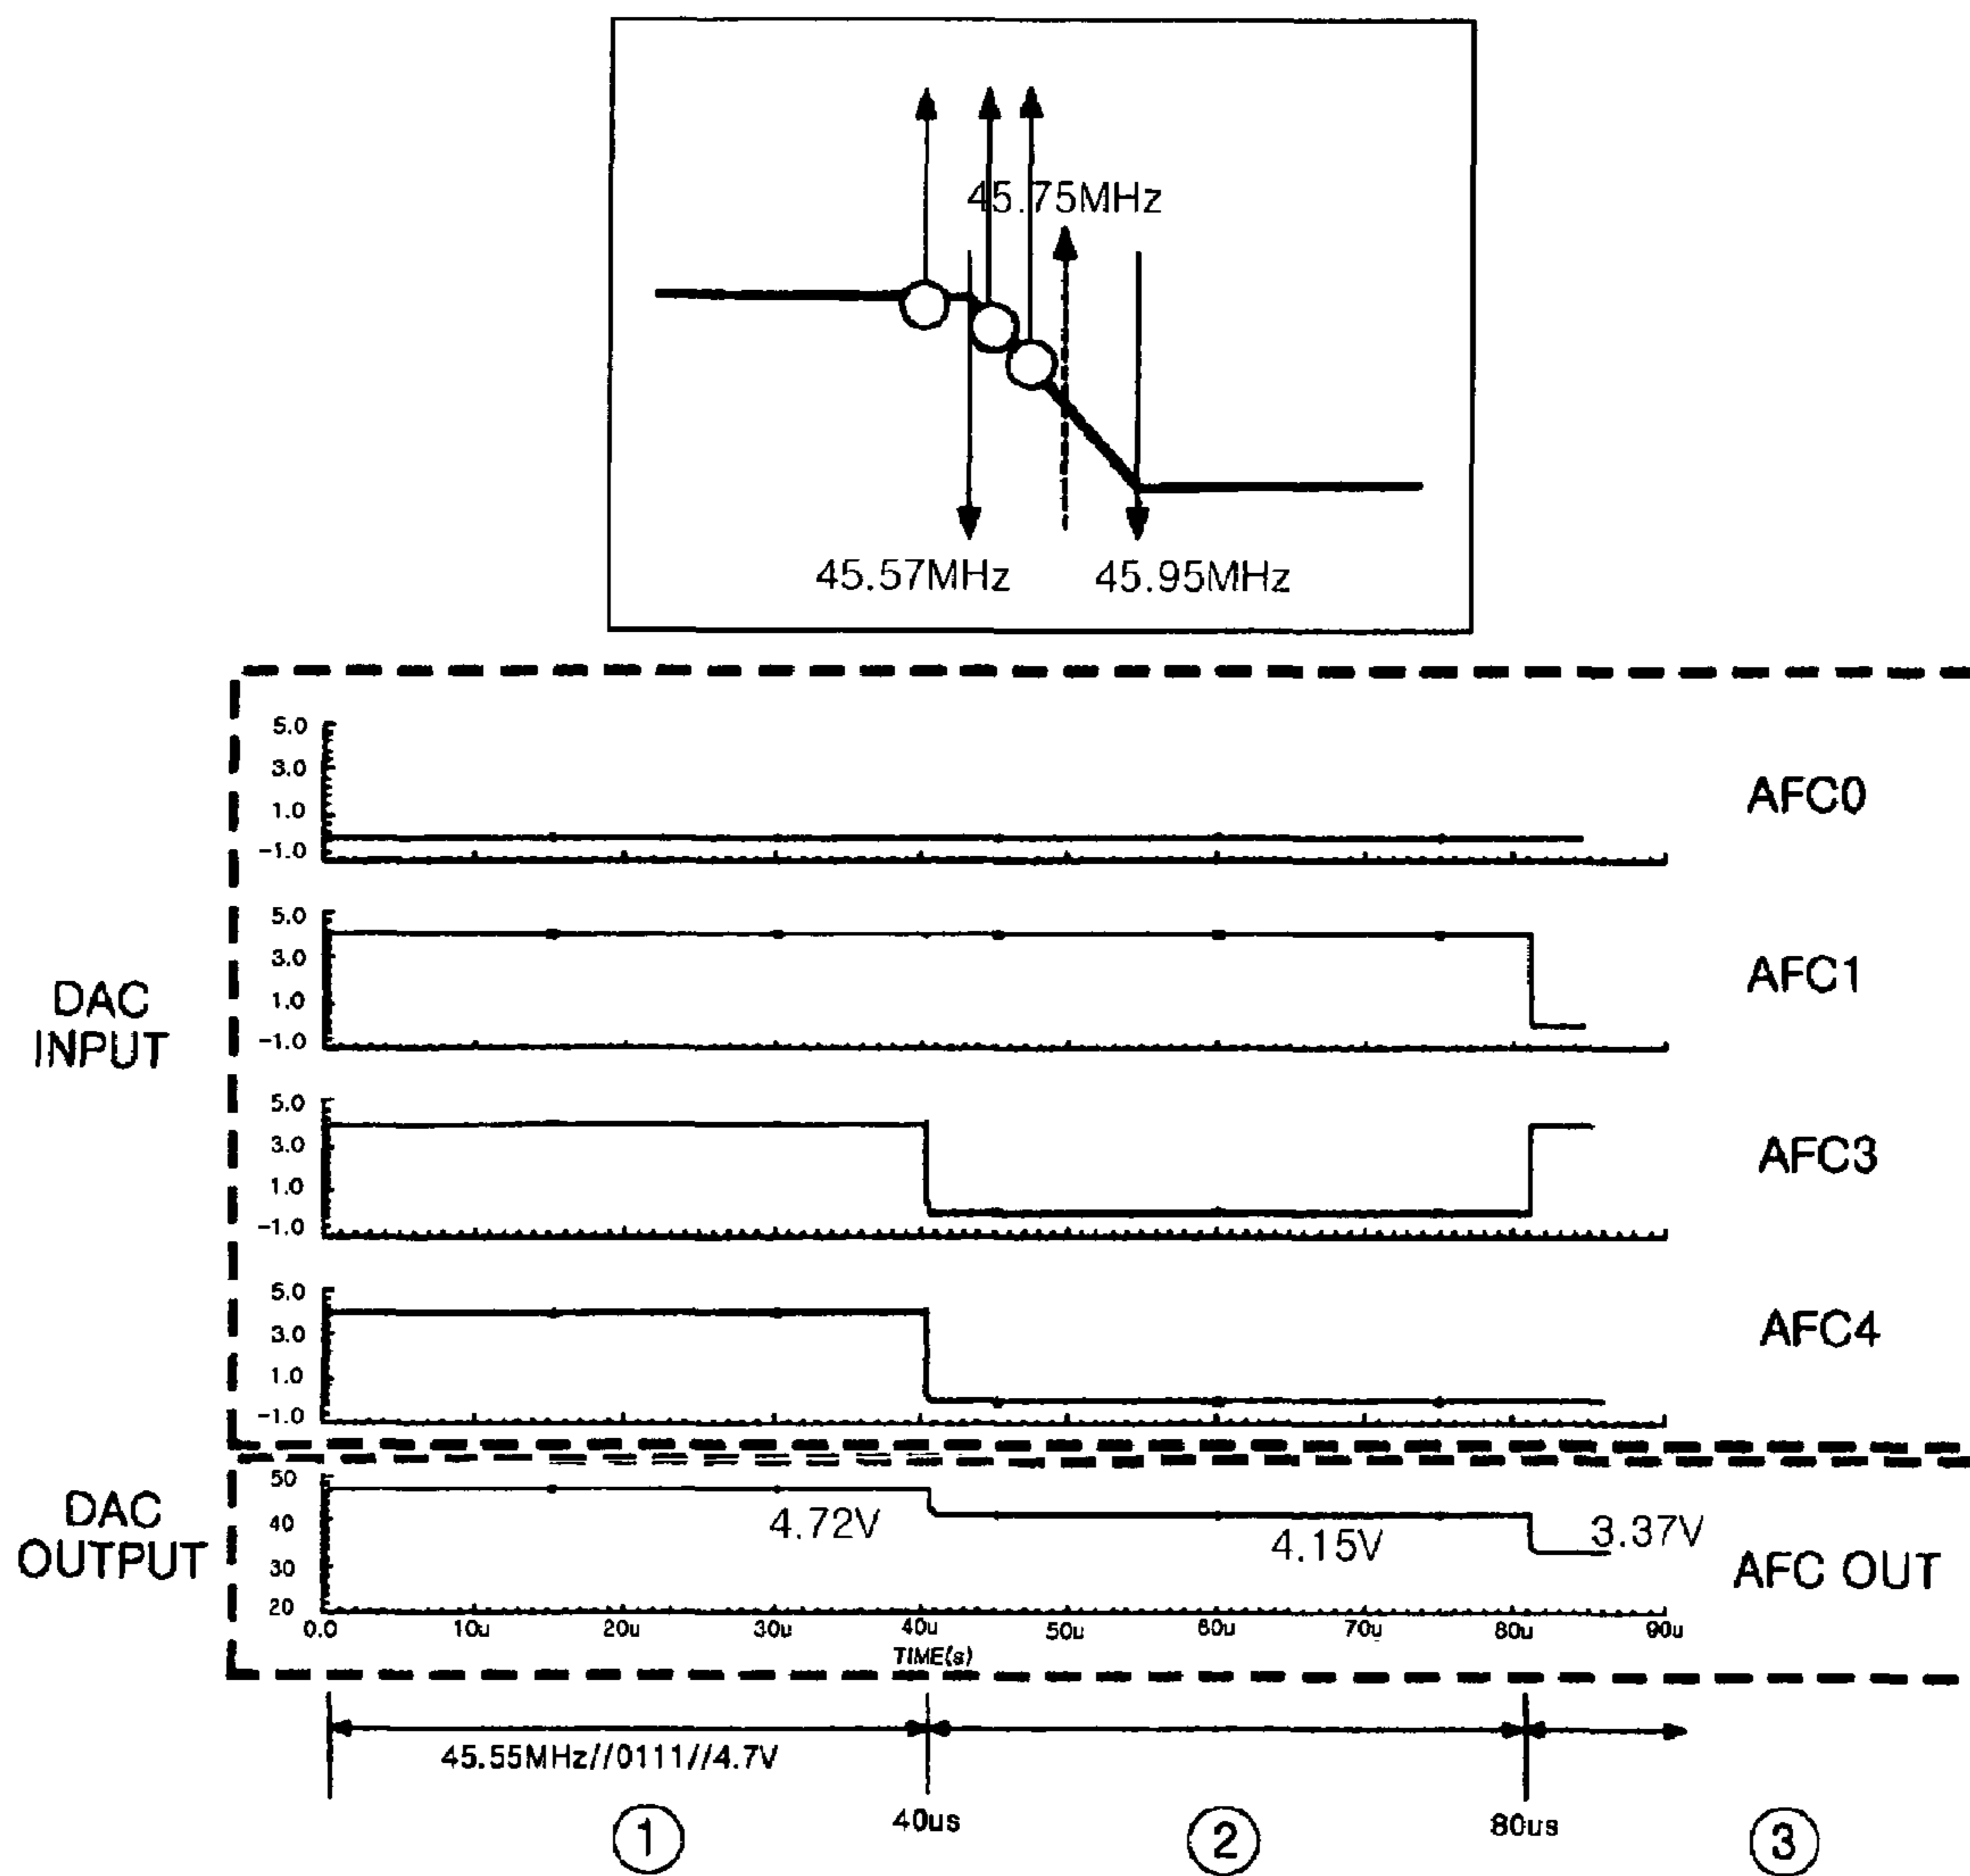 45.75MHz
45.57MHz
45.95MHz
DAC
INPUT
5.0
3.0
1.0
-1.0
AFC0
5.0
3.0
1.0
-1.0
AFC1
5.0
3.0
1.0
-1.0
AFC3
5.0
3.0
1.0
-1.0
AFC4
DAC
OUTPUT
50
40
30
20
4.72V
4.15V
3.37V
AFC OUT
0.0 10u 20u 30u 40u 50u 60u 70u 80u 90u
TIME(s)
45.55MHz//0111//4.7V
40us
80us
① ② ③